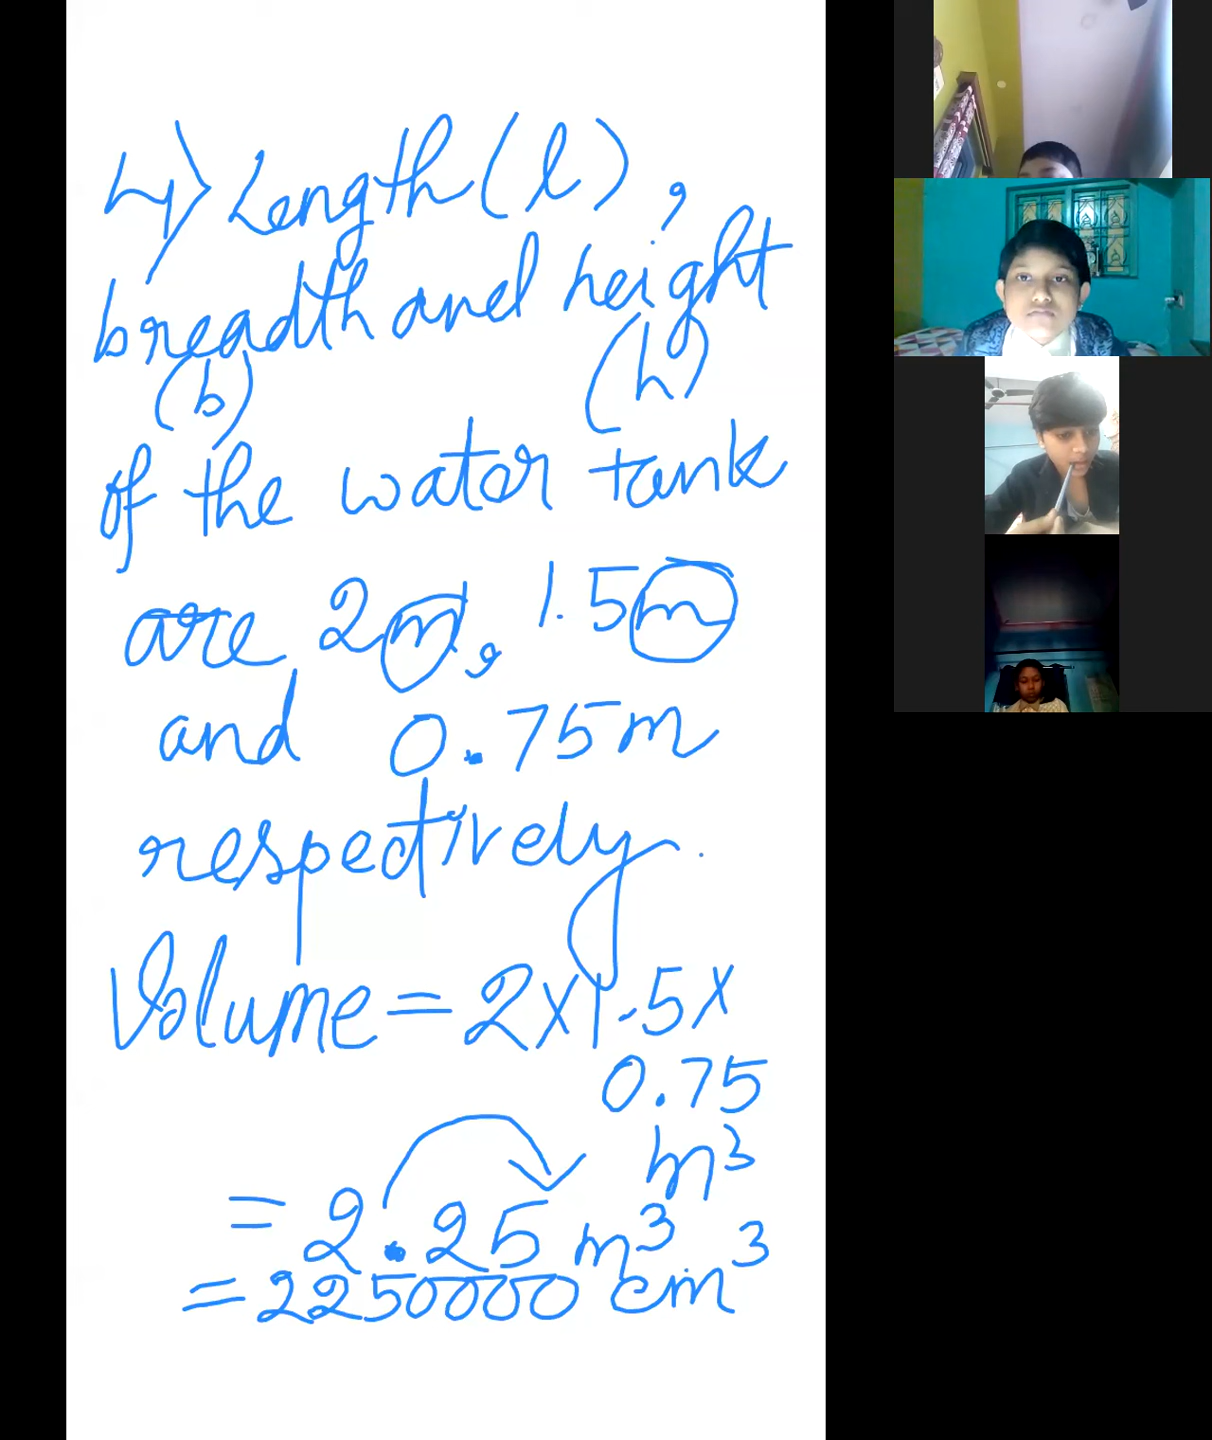 4) Length (l),
breadth and height
(b) (h)
of the water tank
are 2m, 1.5m
and 0.75m
respectively.
Volume = 2x1.5x
0.75
m³
= 2.25 m³
= 2250000 cm³